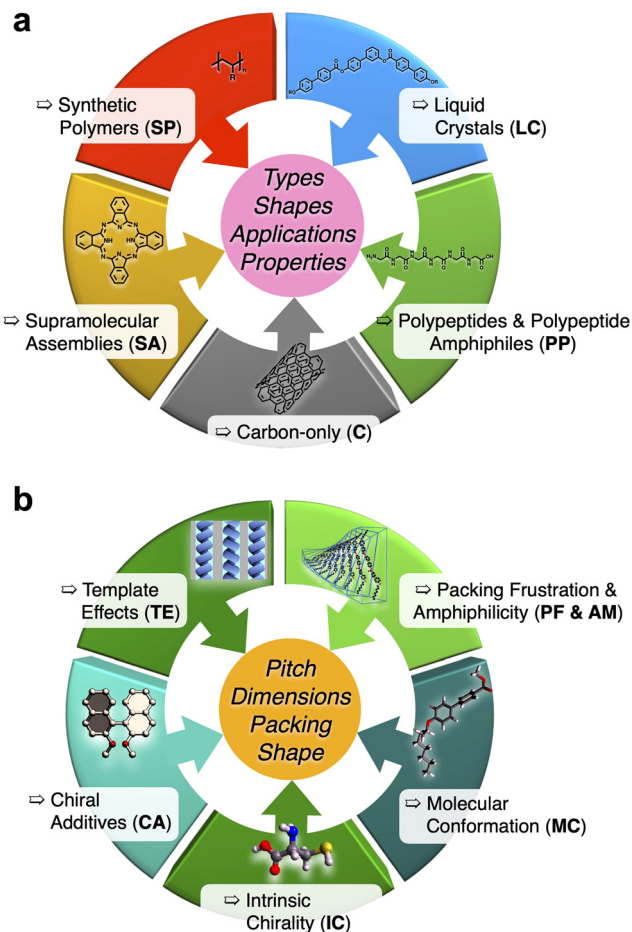 a
⇨ Synthetic
Polymers (SP)
⇨ Liquid
Crystals (LC)
Types
Shapes
Applications
Properties
⇨ Supramolecular
Assemblies (SA)
⇨ Polypeptides & Polypeptide
Amphiphiles (PP)
⇨ Carbon-only (C)
b
⇨ Template
Effects (TE)
⇨ Packing Frustration &
Amphiphilicity (PF & AM)
Pitch
Dimensions
Packing
Shape
⇨ Chiral
Additives (CA)
⇨ Molecular
Conformation (MC)
⇨ Intrinsic
Chirality (IC)